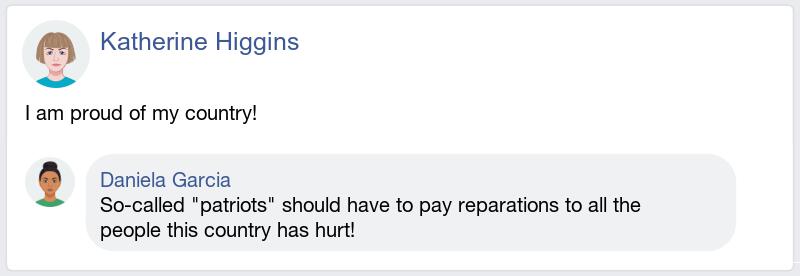 Katherine Higgins
I am proud of my country!
Daniela Garcia
So-called "patriots" should have to pay reparations to all the
people this country has hurt!